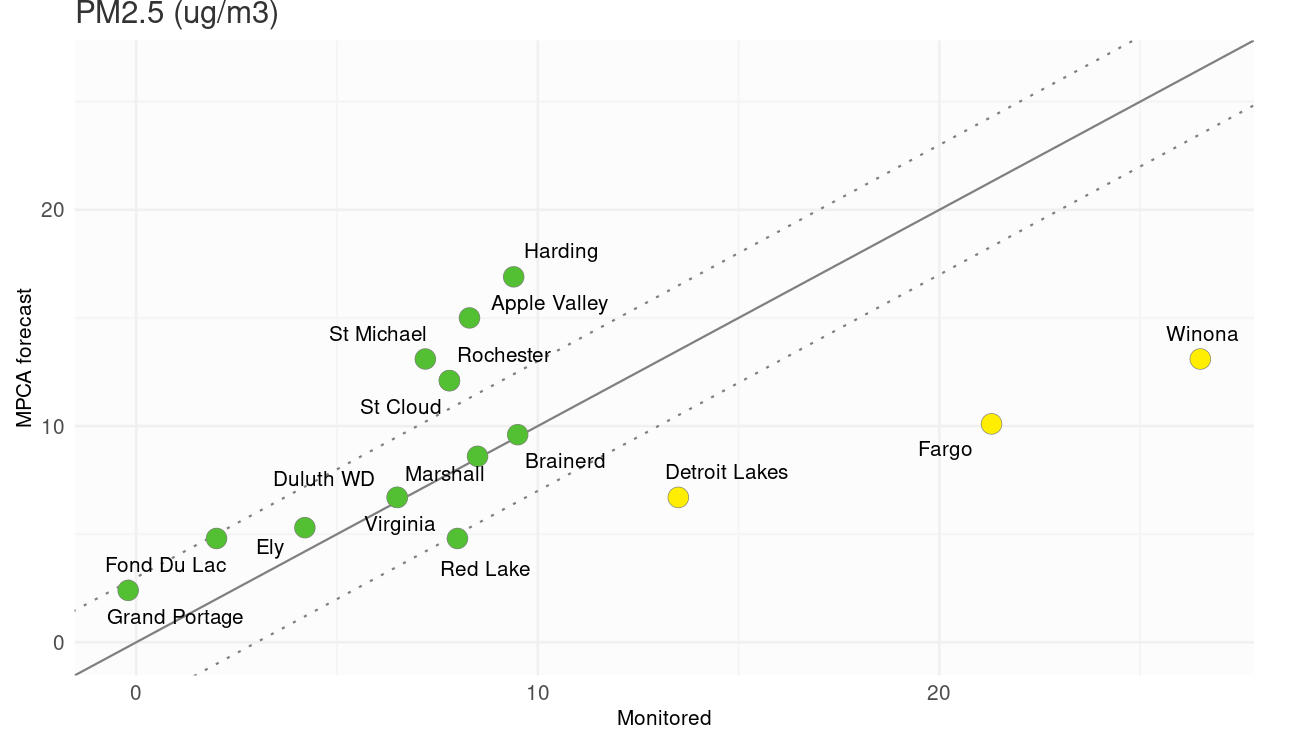 PM2.5 (ug/m3)
Harding
Apple Valley
St Michael
Rochester
Winona
St Cloud
Fargo
Brainerd
Detroit Lakes
Marshall
Duluth WD
Virginia
Ely
Fond Du Lac
Red Lake
Grand Portage
MPCA forecast
20
10
0
0
10
20
Monitored